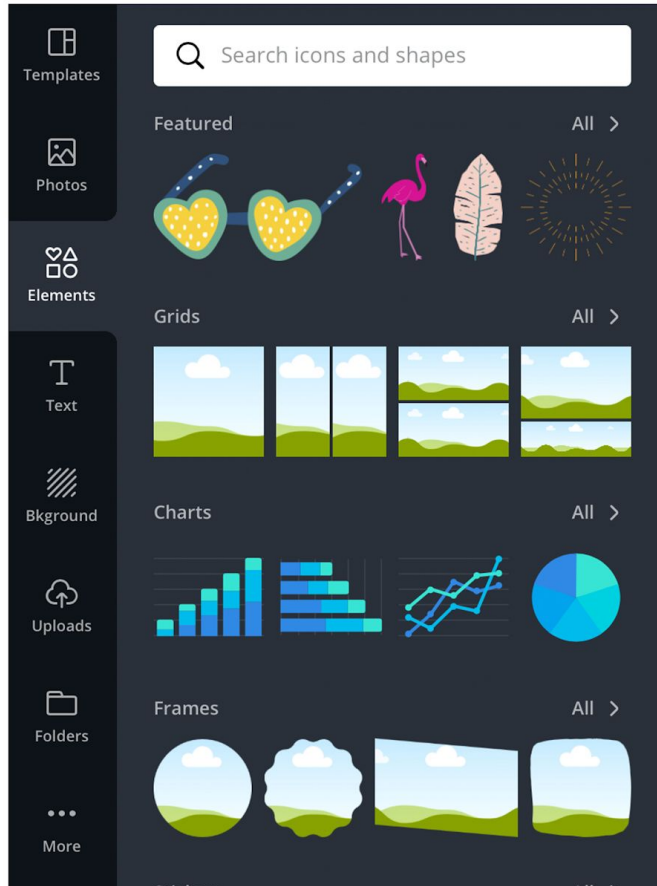 Templates
Photos
Elements
Text
Bkground
Uploads
Folders
More
Search icons and shapes
Featured All
Grids All
Charts All
Frames All